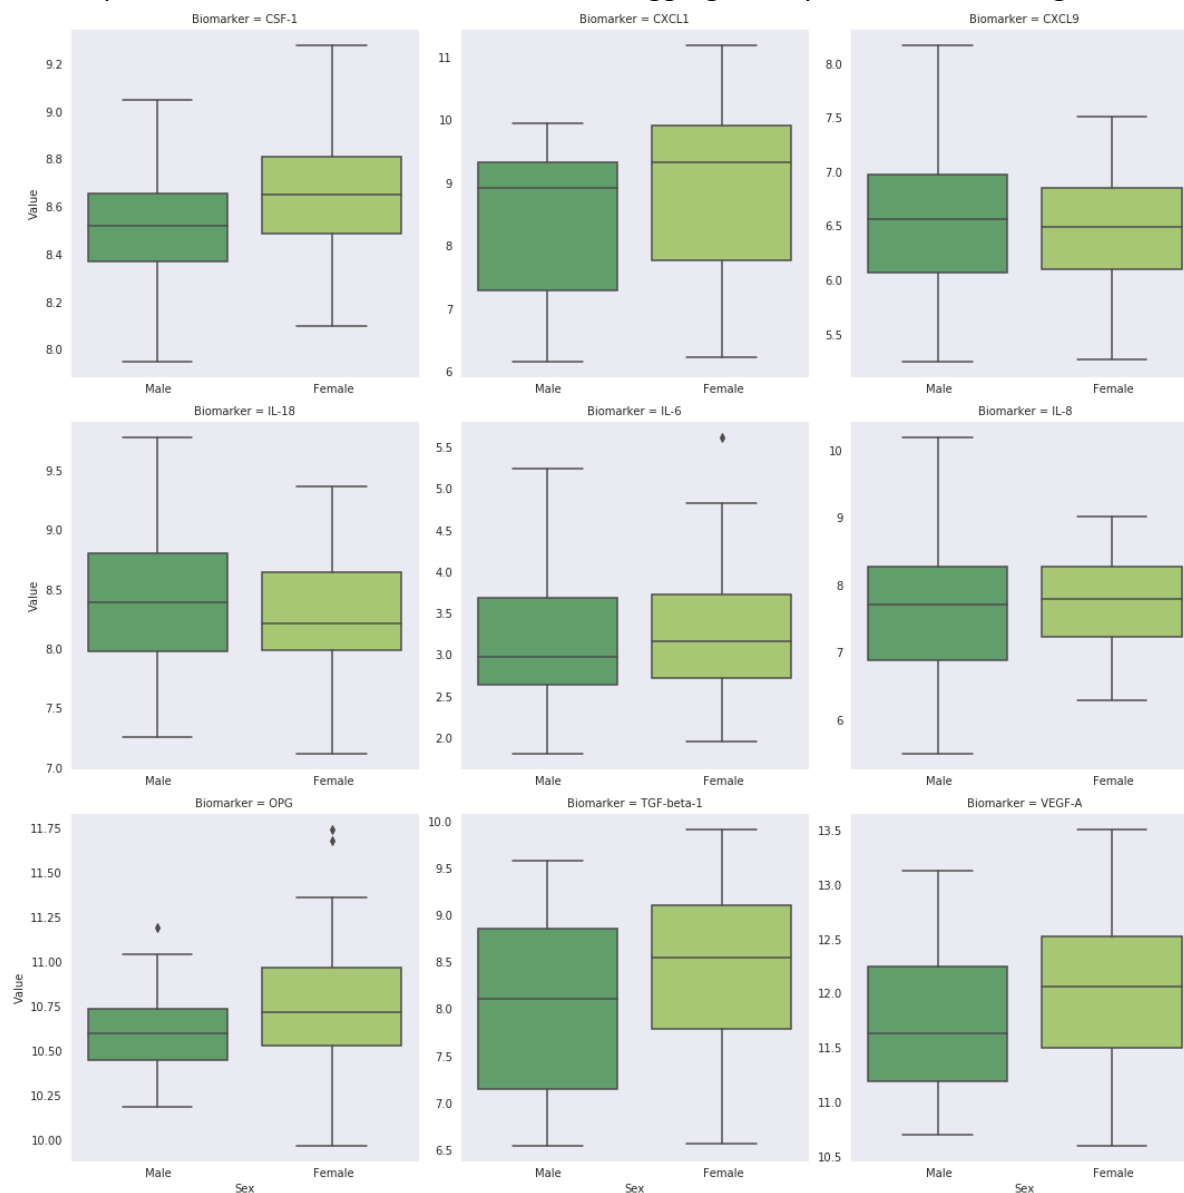 Biomarker = CSF-1
Biomarker = CXCL1
Biomarker = CXCL9
Value
9.2
9.0
8.8
8.6
8.4
8.2
8.0
Male
Female
11
10
9
8
7
6
Male
Female
8.0
7.5
7.0
6.5
6.0
5.5
Male
Female
Biomarker = IL-18
Biomarker = IL-6
Biomarker = IL-8
Value
9.5
9.0
8.5
8.0
7.5
7.0
Male
Female
5.5
5.0
4.5
4.0
3.5
3.0
2.5
2.0
Male
Female
10
9
8
7
6
Male
Female
Biomarker = OPG
Biomarker = TGF-beta-1
Biomarker = VEGF-A
Value
11.75
11.50
11.25
11.00
10.75
10.50
10.25
10.00
Male
Female
Sex
10.0
9.5
9.0
8.5
8.0
7.5
7.0
6.5
Male
Female
Sex
13.5
13.0
12.5
12.0
11.5
11.0
10.5
Male
Female
Sex